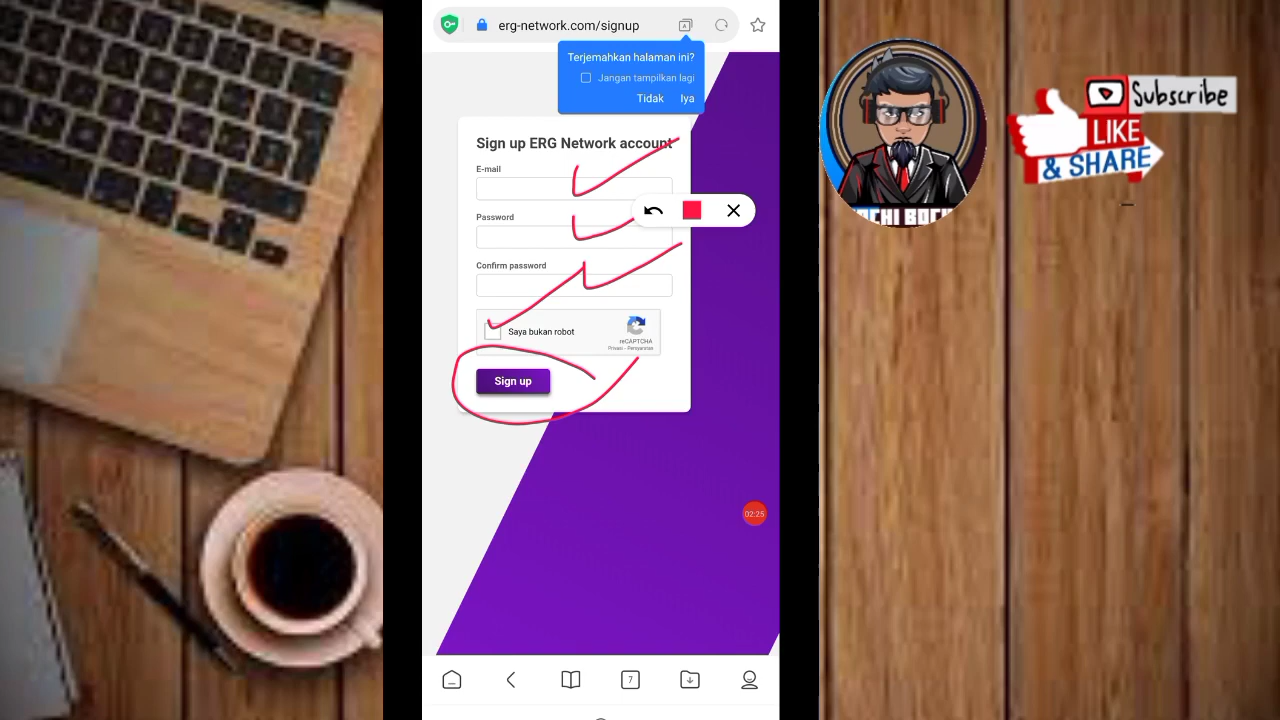 erg-network.com/signup
Terjemahkan halaman ini?
Jangan tampilkan lagi
Tidak Iya
Sign up ERG Network account
E-mail
Password
Confirm password
Saya bukan robot
reCAPTCHA
Privasi - Persyaratan
Sign up
02:25
7
Subscribe
LIKE
& SHARE